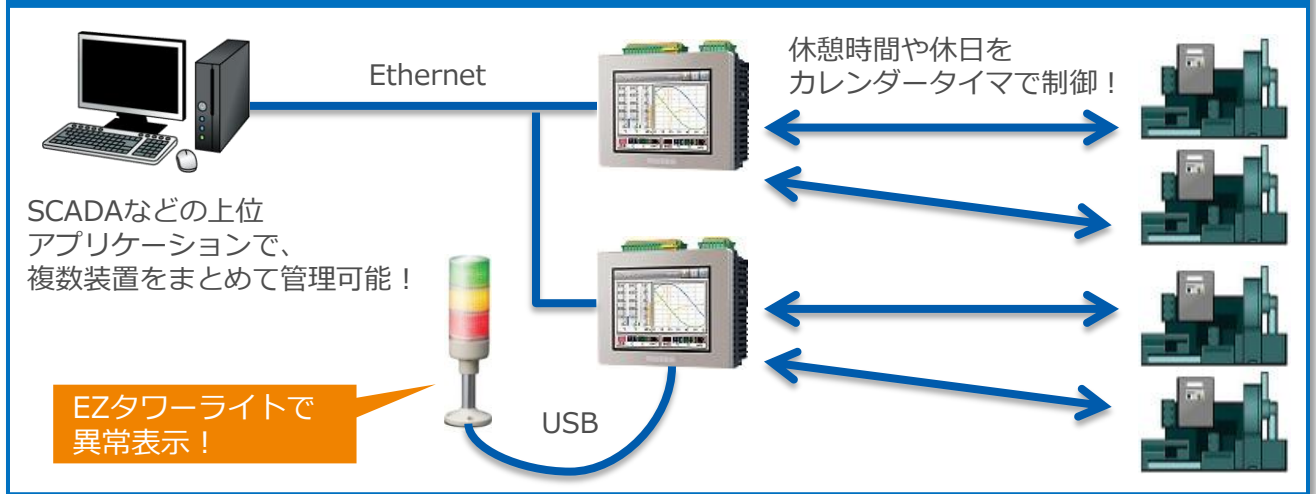 Ethernet
休憩時間や休日を
カレンダータイマで制御！
SCADAなどの上位
アプリケーションで、
複数装置をまとめて管理可能！
EZタワーライトで
異常表示！
USB